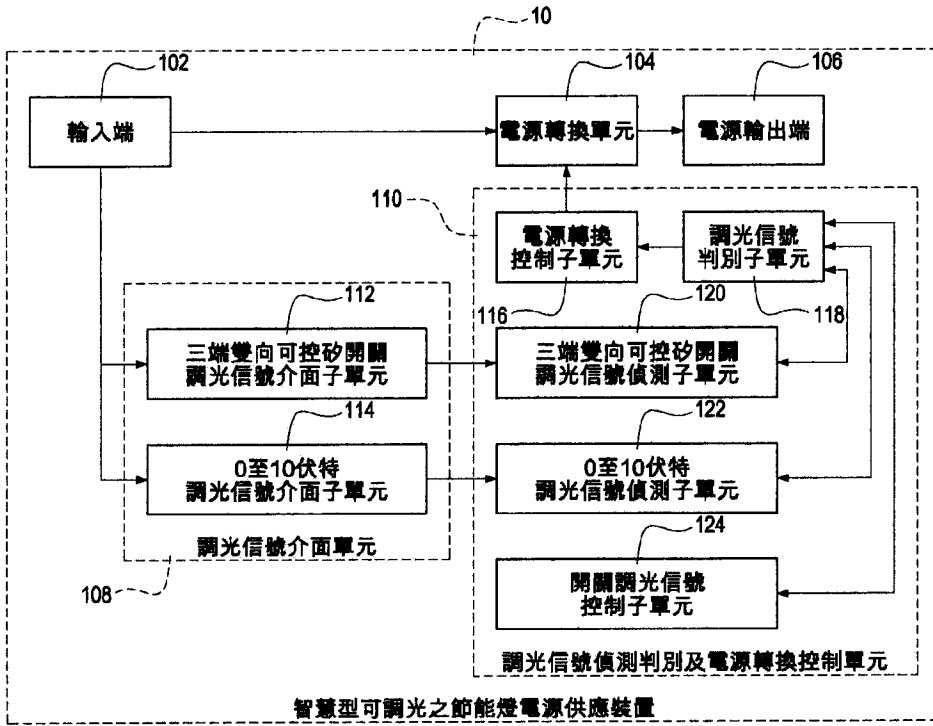 10
102
104
106
輸入端
電源轉換單元
電源輸出端
110
電源轉換
控制子單元
調光信號
判別子單元
112
116
120
118
三端雙向可控矽開關
調光信號介面子單元
三端雙向可控矽開關
調光信號偵測子單元
114
122
0至10伏特
調光信號介面子單元
0至10伏特
調光信號偵測子單元
124
調光信號介面單元
108
開關調光信號
控制子單元
調光信號偵測判別及電源轉換控制單元
智慧型可調光之節能燈電源供應裝置